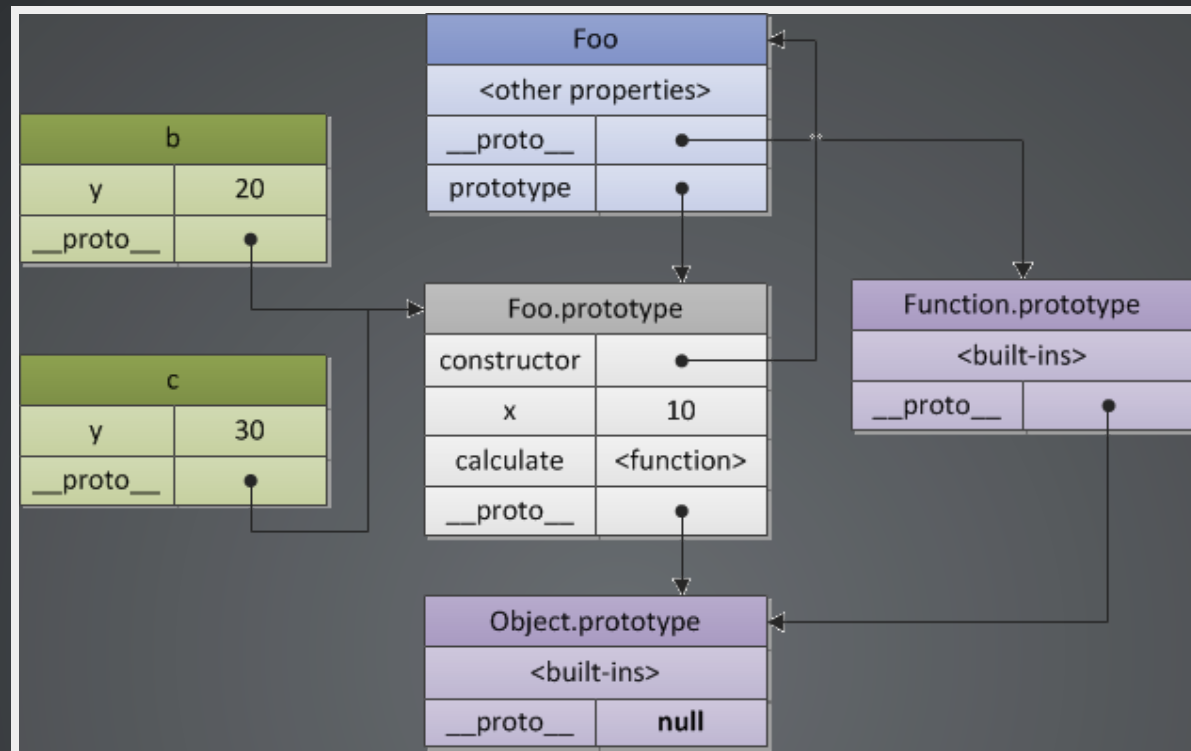 Foo
<other properties>
__proto__
prototype
b
y 20
__proto__
c
y 30
__proto__
Foo.prototype
constructor
x 10
calculate <function>
__proto__
Function.prototype
<built-ins>
__proto__
Object.prototype
<built-ins>
__proto__ null